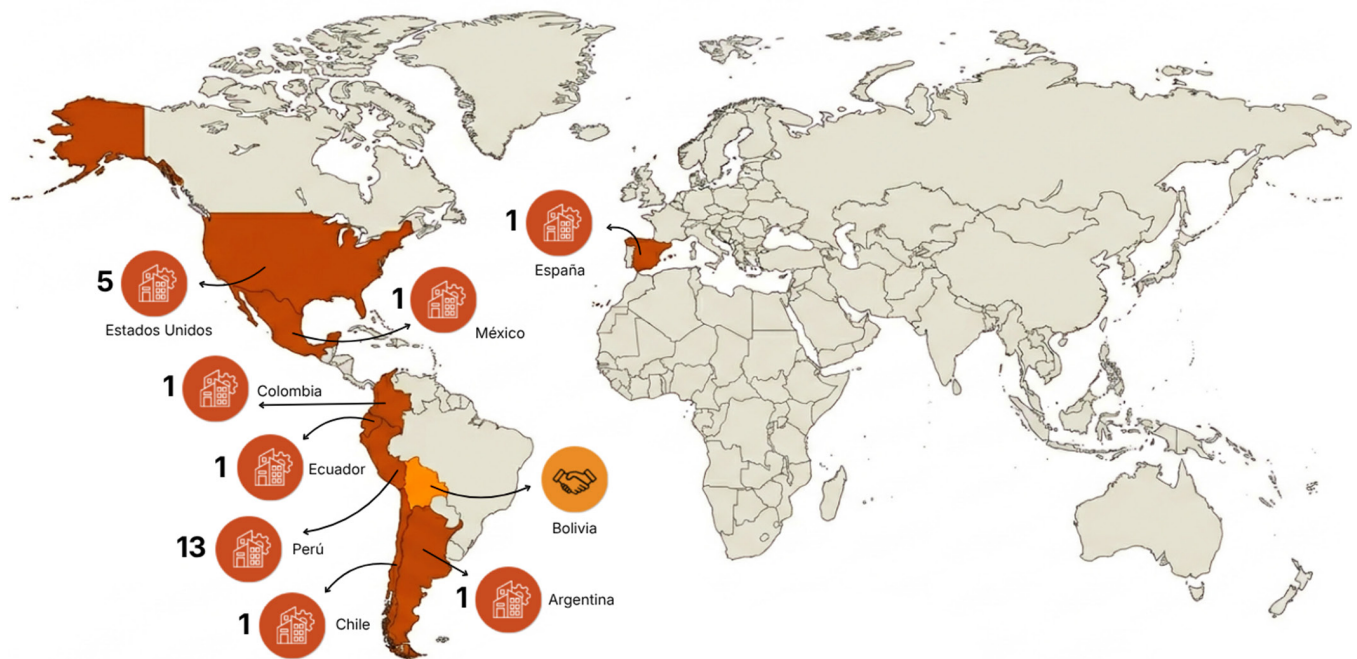 1
España
5
Estados Unidos
1
México
1
Colombia
1
Ecuador
Bolivia
13
Perú
1
Argentina
1
Chile